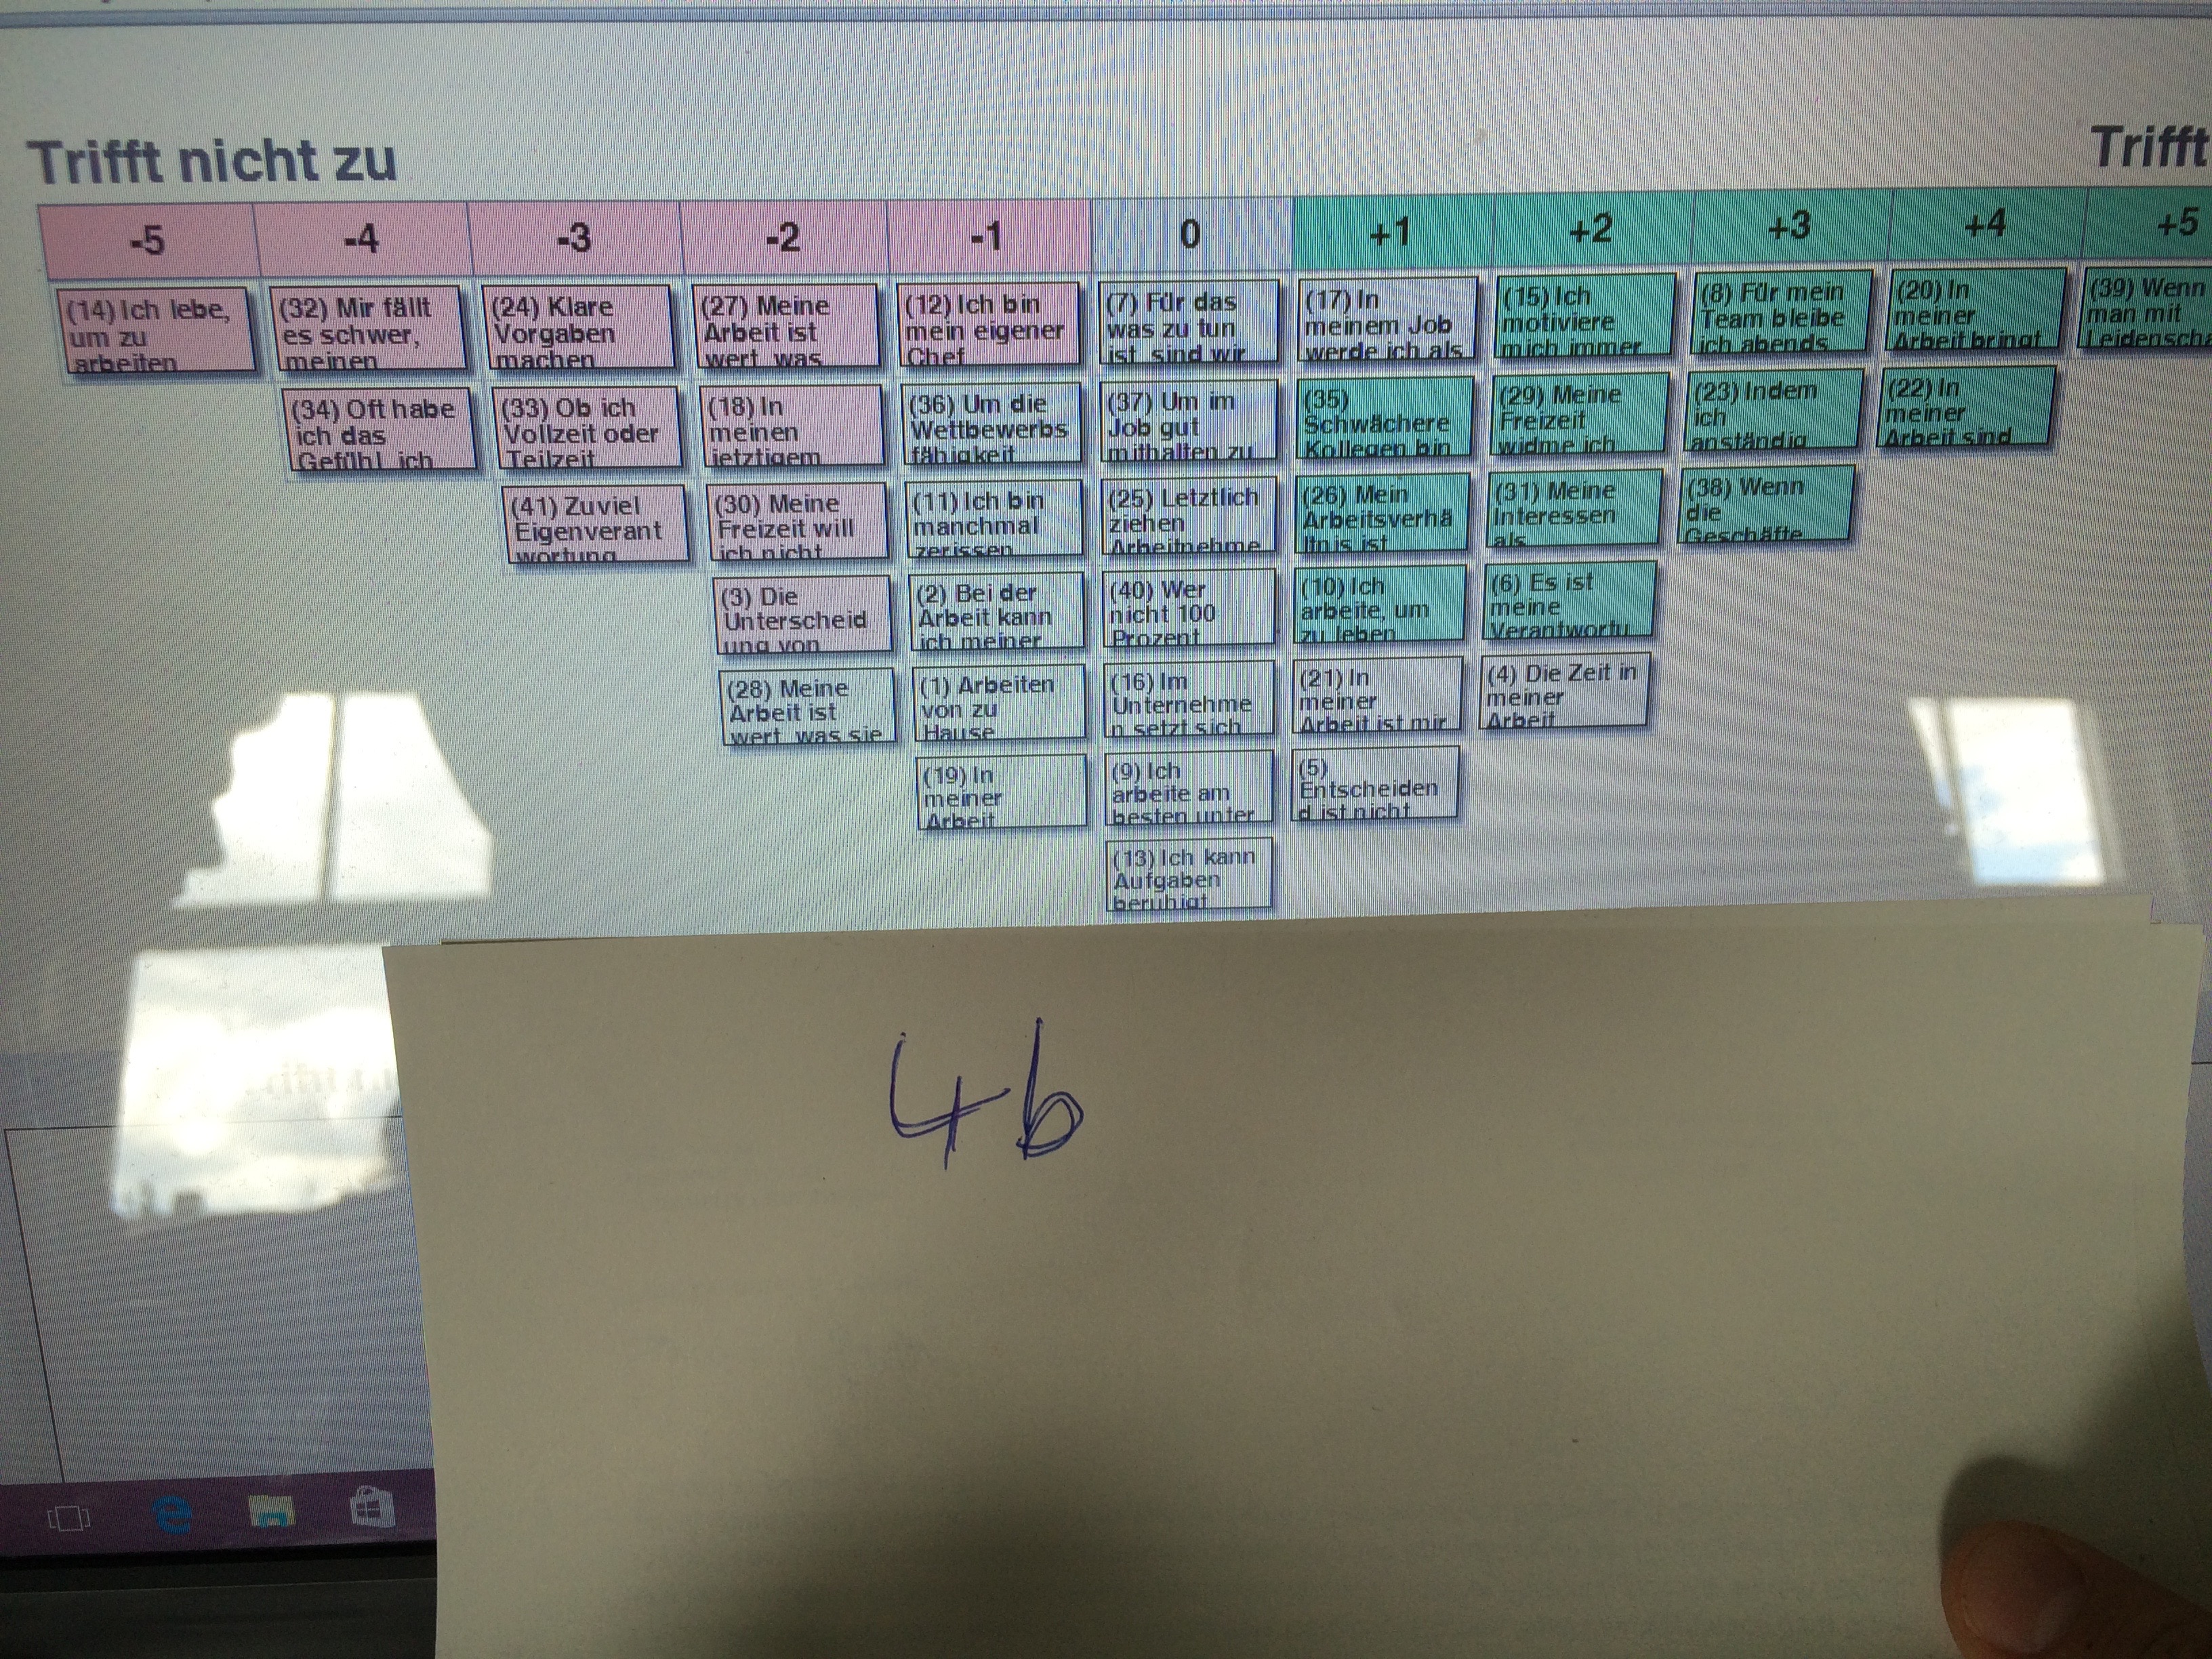 Trifft nicht zu
Trifft
-5 -4 -3 -2 -1 0 +1 +2 +3 +4 +5
(14) Ich lebe,
um zu
arbeiten
(32) Mir fällt
es schwer,
meinen
(34) Oft habe
ich das
Gefühl, ich
(24) Klare
Vorgaben
machen
(33) Ob ich
Vollzeit oder
Teilzeit
(41) Zuviel
Eigenverant
wortung
(27) Meine
Arbeit ist
wert, was
(18) In
meinen
jetztigem
(30) Meine
Freizeit will
ich nicht
(3) Die
Unterscheid
ung von
(28) Meine
Arbeit ist
wert, was sie
(12) Ich bin
mein eigener
Chef
(36) Um die
Wettbewerbs
fähigkeit
(11) Ich bin
manchmal
zerissen
(2) Bei der
Arbeit kann
ich meiner
(1) Arbeiten
von zu
Hause
(19) In
meiner
Arbeit
(7) Für das
was zu tun
ist, sind wir
(37) Um im
Job gut
mithalten zu
(25) Letztlich
ziehen
Arbeitnehme
(40) Wer
nicht 100
Prozent
(16) Im
Unternehme
n setzt sich
(9) Ich
arbeite am
besten unter
(13) Ich kann
Aufgaben
beruhigt
(17) In
meinem Job
werde ich als
(35)
Schwächere
Kollegen bin
(26) Mein
Arbeitsverhä
ltnis ist
(10) Ich
arbeite, um
zu leben
(21) In
meiner
Arbeit ist mir
(5)
Entscheiden
d ist nicht
(15) Ich
motiviere
mich immer
(29) Meine
Freizeit
widme ich
(31) Meine
Interessen
als
(6) Es ist
meine
Verantwortu
(4) Die Zeit in
meiner
Arbeit
(8) Für mein
Team bleibe
ich abends
(23) Indem
ich
anständig
(38) Wenn
die
Geschäfte
(20) In
meiner
Arbeit bringt
(22) In
meiner
Arbeit sind
(39) Wenn
man mit
Leidenscha
4b